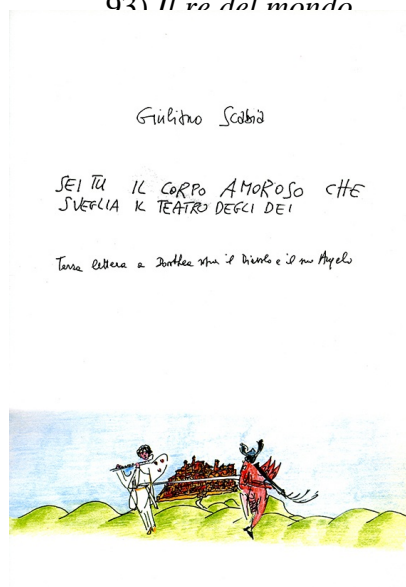 93) Il re del mondo
Giuliano Scabia
SEI TU IL CORPO AMOROSO CHE
SVEGLIA IL TEATRO DEGLI DEI
Terza lettera a Dorothea sopra il Diavolo e il suo Angelo